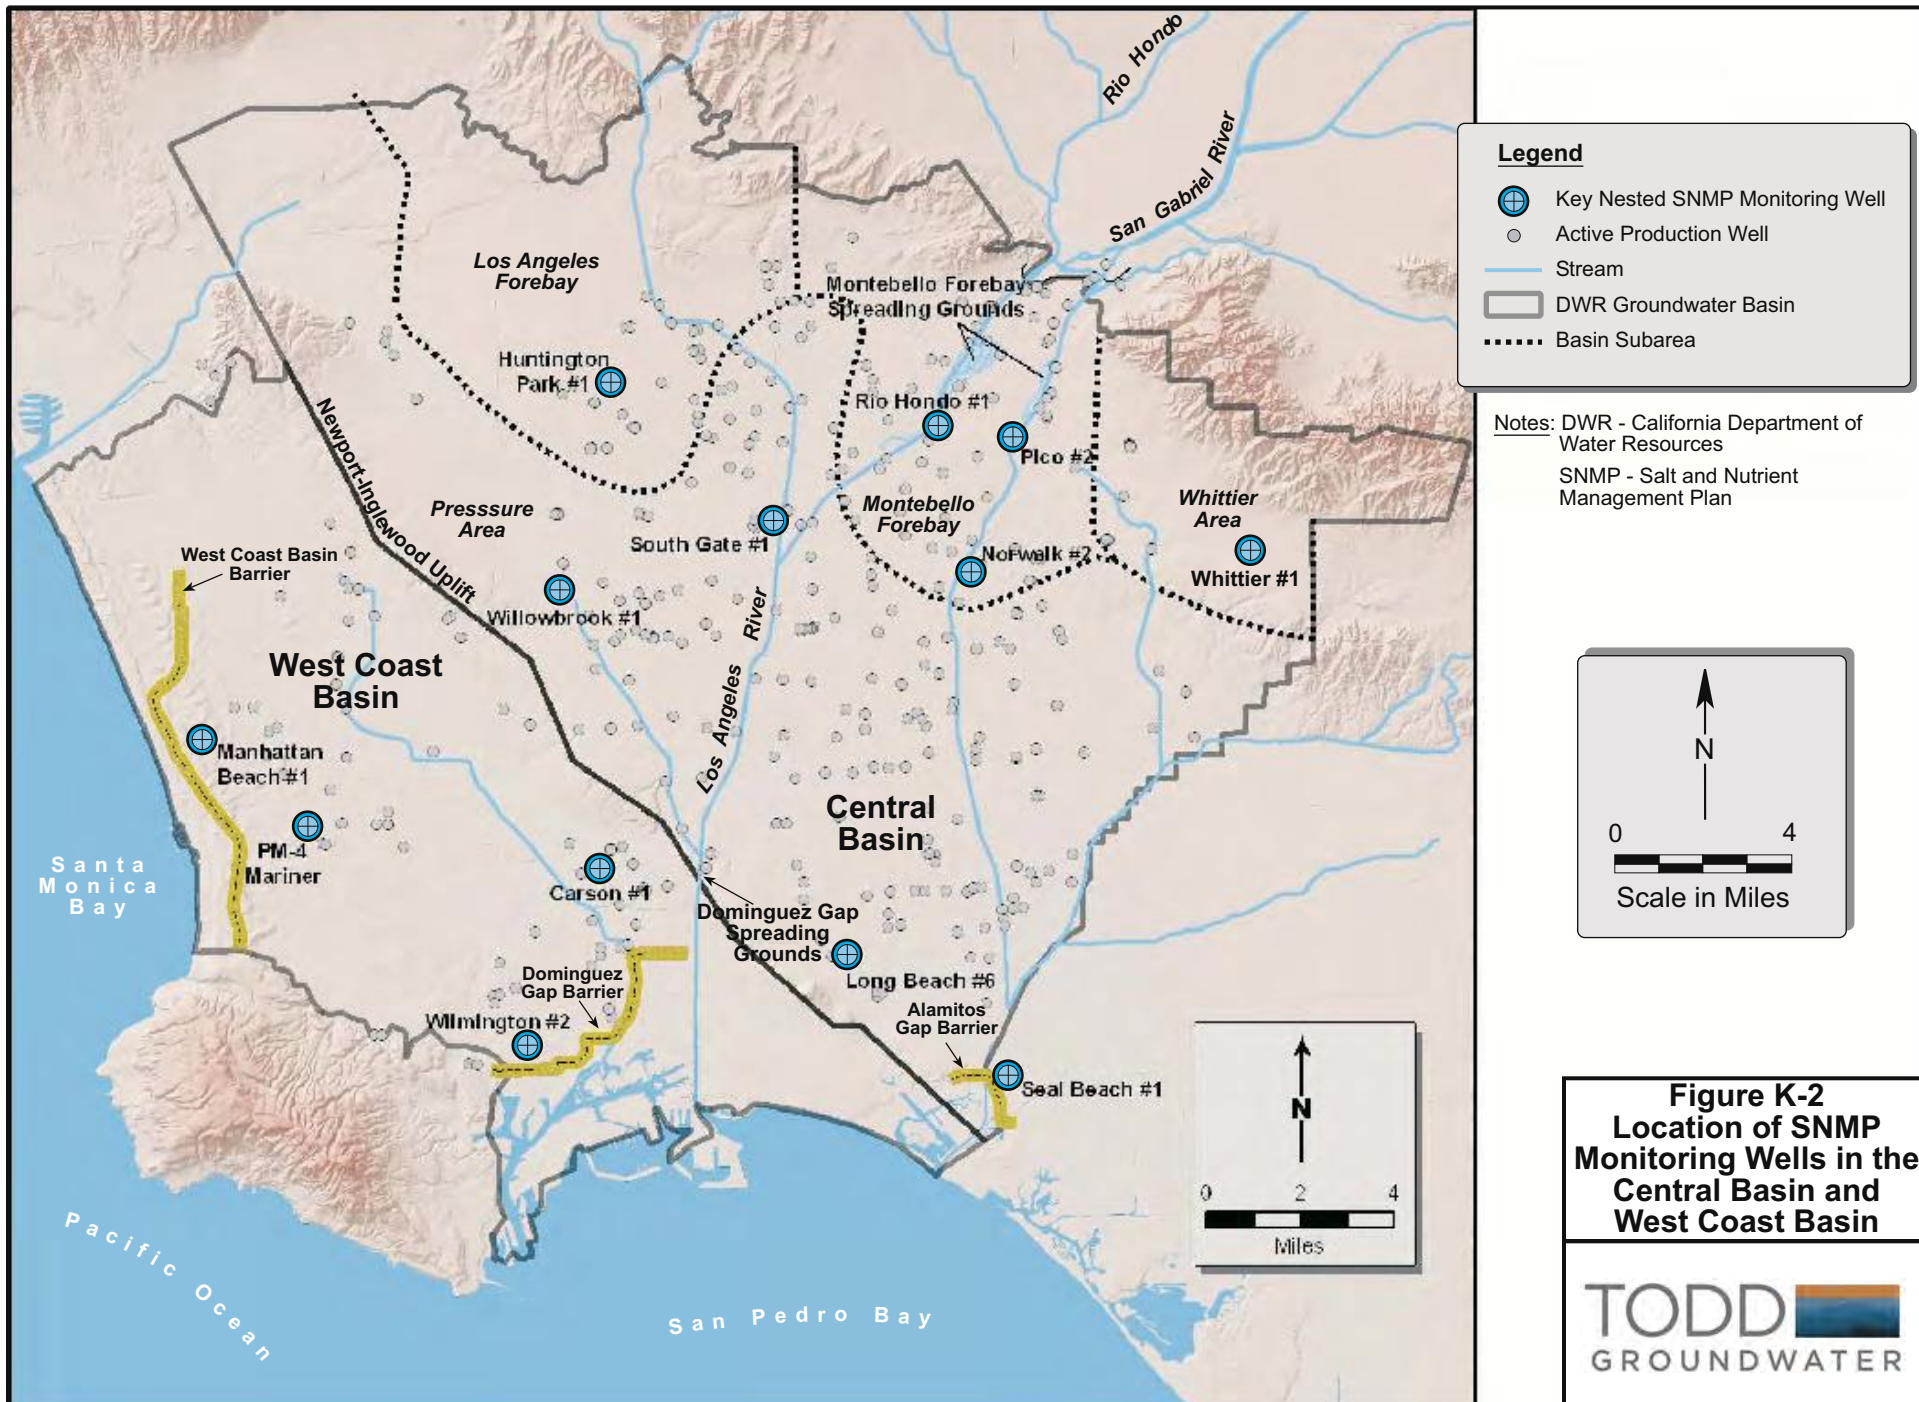 Rio Hondo
San Gabriel River
Los Angeles
Forebay
Montebello Forebay
Spreading Grounds
Huntington
Park #1
Rio Hondo #1
Pico #2
Newport-Inglewood Uplift
Presssure
Area
Montebello
Forebay
Whittier
Area
South Gate #1
West Coast Basin
Barrier
Norwalk #2
Whittier #1
Willowbrook #1
Los Angeles River
West Coast
Basin
Manhattan
Beach #1
Central
Basin
PM-4
Mariner
Santa
Monica
Bay
Carson #1
Dominguez Gap
Spreading
Grounds
Dominguez
Gap Barrier
Long Beach #6
Alamitos
Gap Barrier
Wilmington #2
Seal Beach #1
N
0 2 4
Miles
Pacific Ocean
San Pedro Bay
Legend
Key Nested SNMP Monitoring Well
Active Production Well
Stream
DWR Groundwater Basin
Basin Subarea
Notes: DWR - California Department of
Water Resources
SNMP - Salt and Nutrient
Management Plan
N
0 4
Scale in Miles
Figure K-2
Location of SNMP
Monitoring Wells in the
Central Basin and
West Coast Basin
TODD
GROUNDWATER